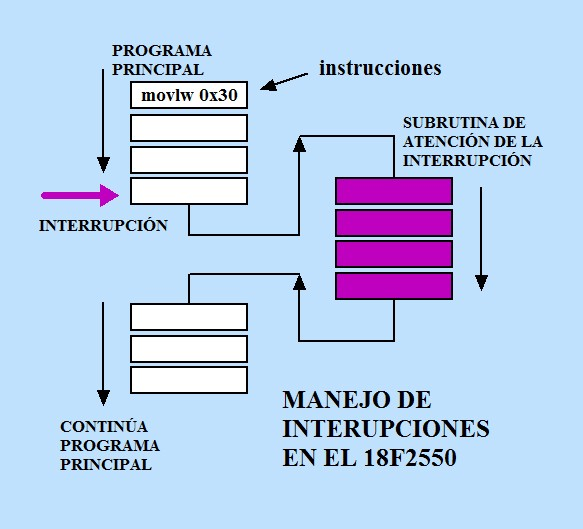 PROGRAMA
PRINCIPAL
instrucciones
movlw 0x30
SUBRUTINA DE
ATENCIÓN DE LA
INTERRUPCIÓN
INTERRUPCIÓN
CONTINÚA
PROGRAMA
PRINCIPAL
MANEJO DE
INTERUPCIONES
EN EL 18F2550